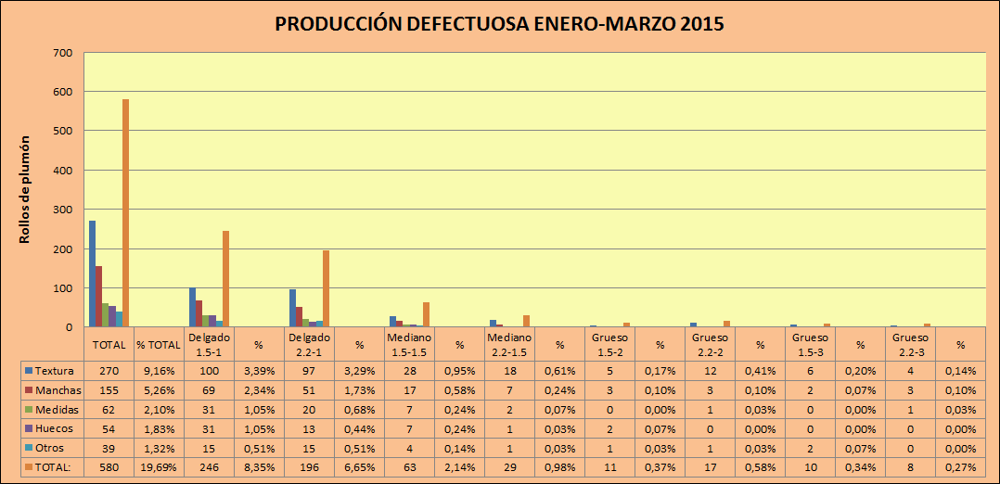 PRODUCCIÓN DEFECTUOSA ENERO-MARZO 2015
Rollos de plumón
700
600
500
400
300
200
100
0
TOTAL % TOTAL Delgado 1.5-1 % Delgado 2.2-1 % Mediano 1.5-1.5 % Mediano 2.2-1.5 % Grueso 1.5-2 % Grueso 2.2-2 % Grueso 1.5-3 % Grueso 2.2-3 %
Textura 270 9,16% 100 3,39% 97 3,29% 28 0,95% 18 0,61% 5 0,17% 12 0,41% 6 0,20% 4 0,14%
Manchas 155 5,26% 69 2,34% 51 1,73% 17 0,58% 7 0,24% 3 0,10% 3 0,10% 2 0,07% 3 0,10%
Medidas 62 2,10% 31 1,05% 20 0,68% 7 0,24% 2 0,07% 0 0,00% 1 0,03% 0 0,00% 1 0,03%
Huecos 54 1,83% 31 1,05% 13 0,44% 7 0,24% 1 0,03% 2 0,07% 0 0,00% 0 0,00% 0 0,00%
Otros 39 1,32% 15 0,51% 15 0,51% 4 0,14% 1 0,03% 1 0,03% 1 0,03% 2 0,07% 0 0,00%
TOTAL: 580 19,69% 246 8,35% 196 6,65% 63 2,14% 29 0,98% 11 0,37% 17 0,58% 10 0,34% 8 0,27%